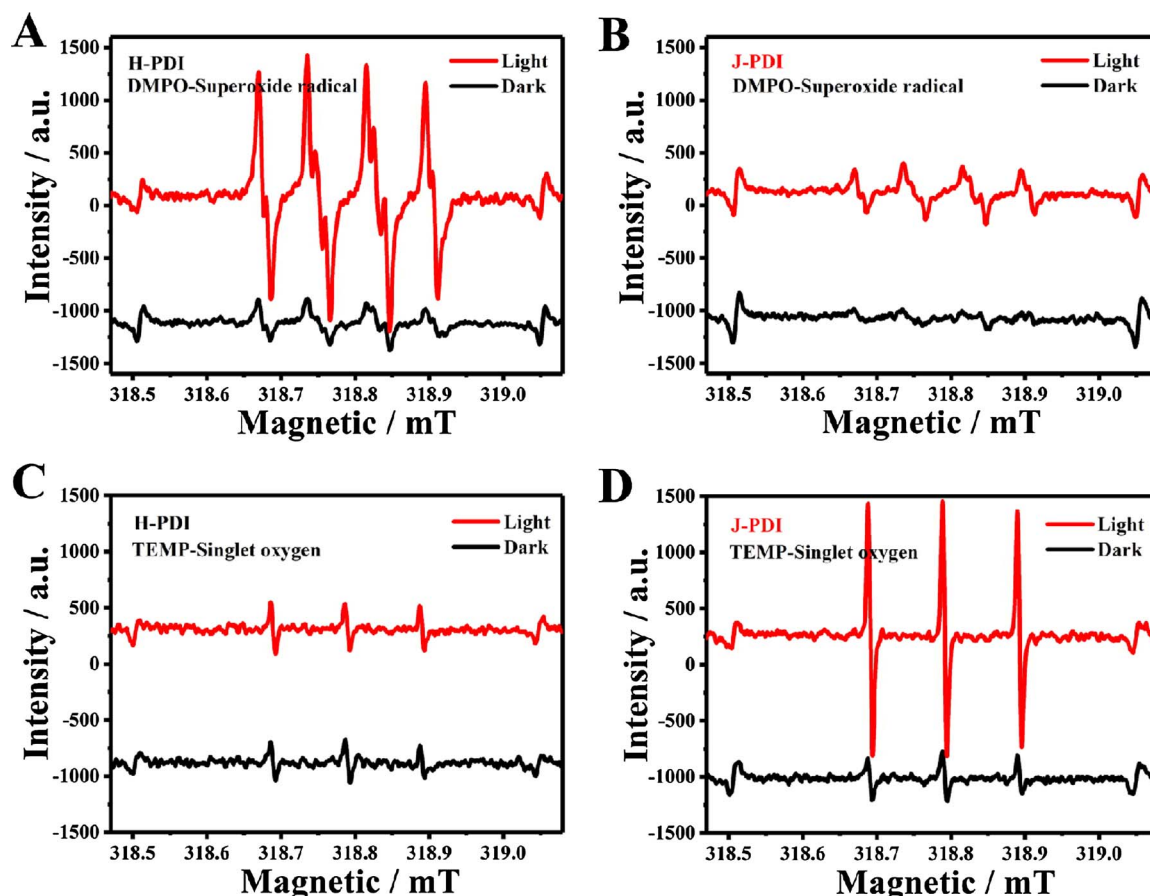 A
H-PDI
DMPO-Superoxide radical
Light
Dark
1500
1000
500
0
-500
-1000
-1500
Intensity / a.u.
318.5 318.6 318.7 318.8 318.9 319.0
Magnetic / mT
B
J-PDI
DMPO-Superoxide radical
Light
Dark
1500
1000
500
0
-500
-1000
-1500
Intensity / a.u.
318.5 318.6 318.7 318.8 318.9 319.0
Magnetic / mT
C
H-PDI
TEMP-Singlet oxygen
Light
Dark
1500
1000
500
0
-500
-1000
-1500
Intensity / a.u.
318.5 318.6 318.7 318.8 318.9 319.0
Magnetic / mT
D
J-PDI
TEMP-Singlet oxygen
Light
Dark
1500
1000
500
0
-500
-1000
-1500
Intensity / a.u.
318.5 318.6 318.7 318.8 318.9 319.0
Magnetic / mT